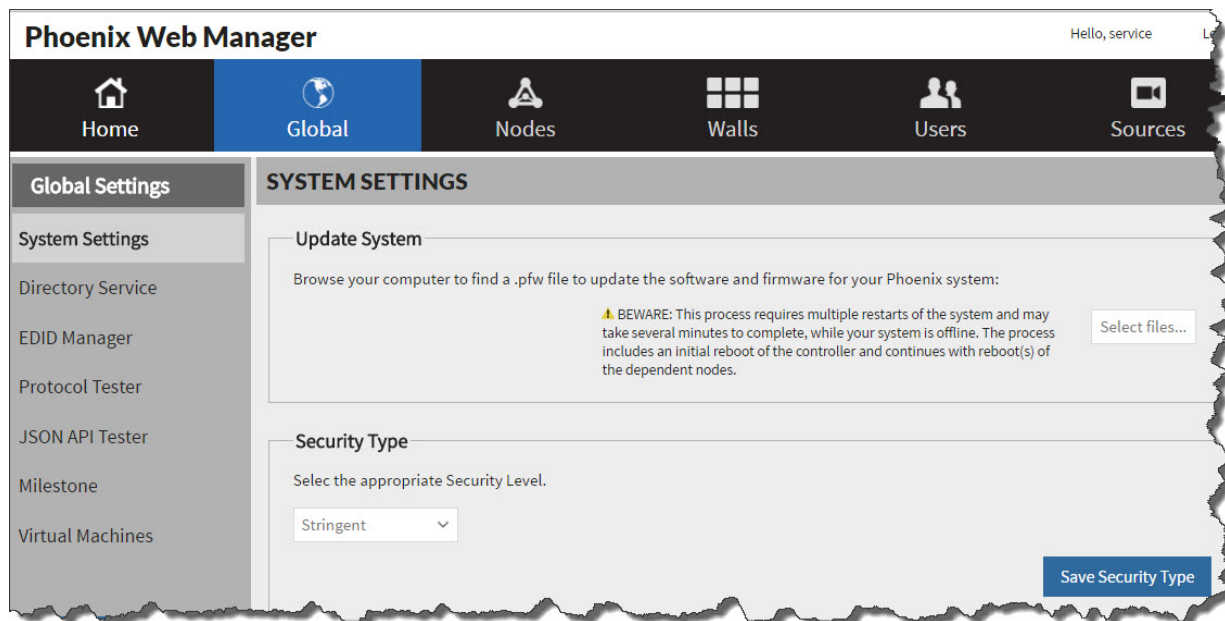 Phoenix Web Manager
Hello, service
Home
Global
Nodes
Walls
Users
Sources
Global Settings
SYSTEM SETTINGS
System Settings
Directory Service
EDID Manager
Protocol Tester
JSON API Tester
Milestone
Virtual Machines
Update System
Browse your computer to find a .pfw file to update the software and firmware for your Phoenix system:
BEWARE: This process requires multiple restarts of the system and may
take several minutes to complete, while your system is offline. The process
includes an initial reboot of the controller and continues with reboot(s) of
the dependent nodes.
Select files...
Security Type
Selec the appropriate Security Level.
Stringent
Save Security Type